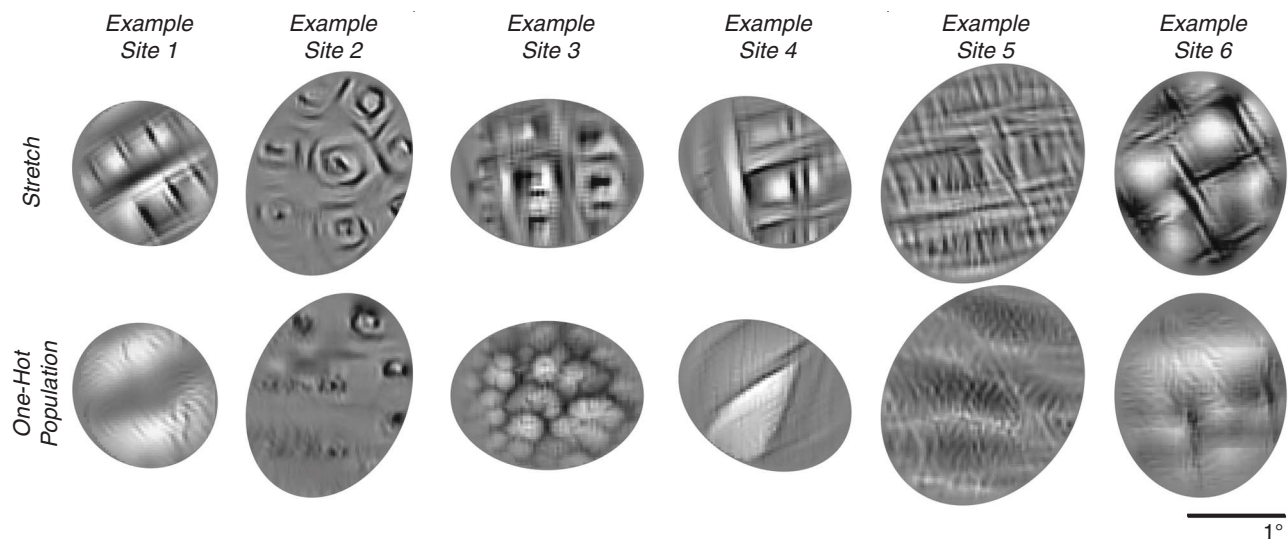 Example Site 1
Example Site 2
Example Site 3
Example Site 4
Example Site 5
Example Site 6
Stretch
One-Hot
Population
1°